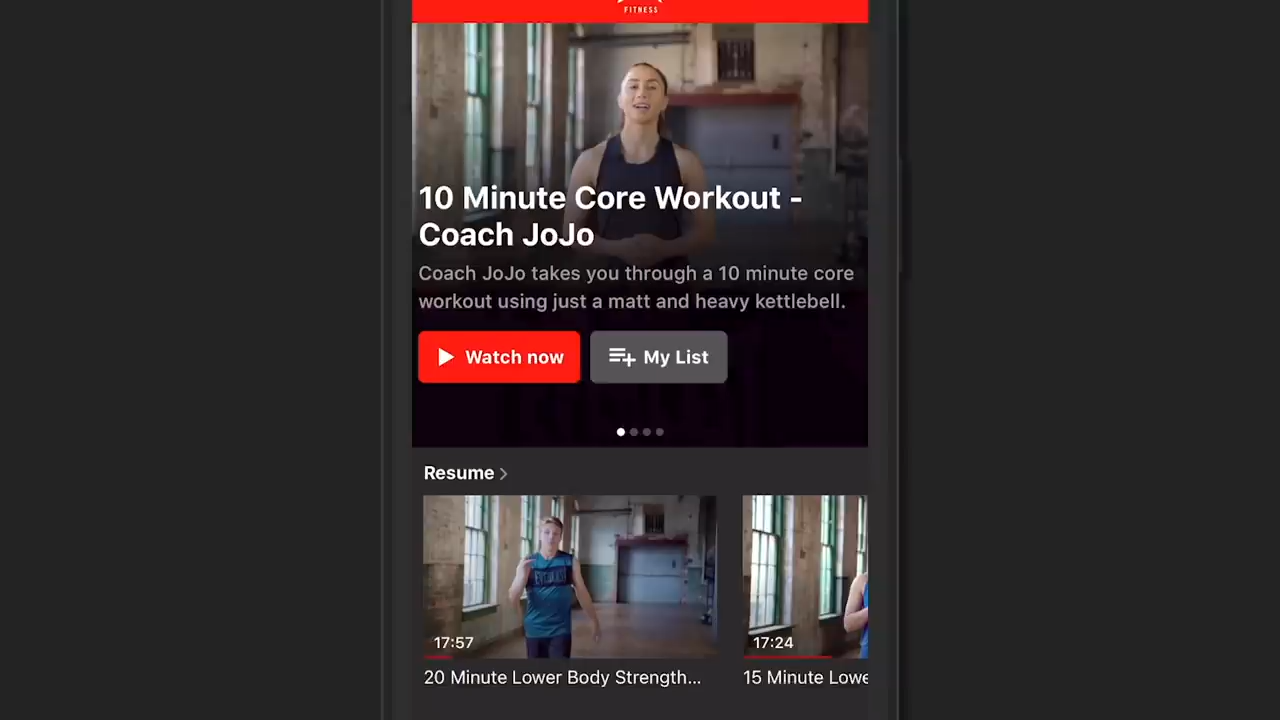 FITNESS
10 Minute Core Workout -
Coach JoJo
Coach JoJo takes you through a 10 minute core
workout using just a matt and heavy kettlebell.
Watch now
My List
Resume
17:57
17:24
20 Minute Lower Body Strength...
15 Minute Lowe